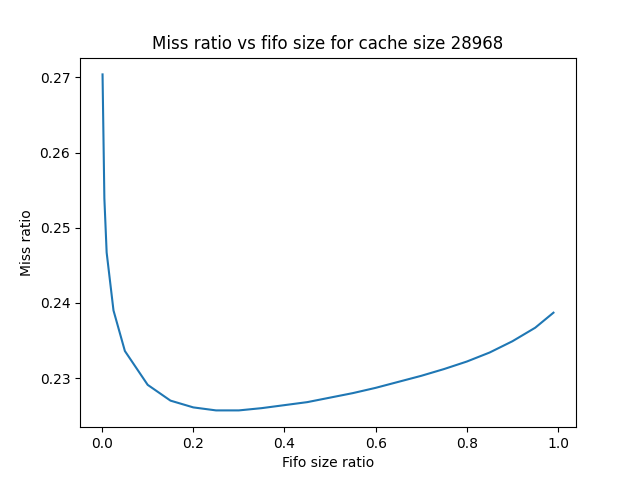 Miss ratio vs fifo size for cache size 28968
0.27
0.26
0.25
0.24
0.23
Miss ratio
0.0 0.2 0.4 0.6 0.8 1.0
Fifo size ratio